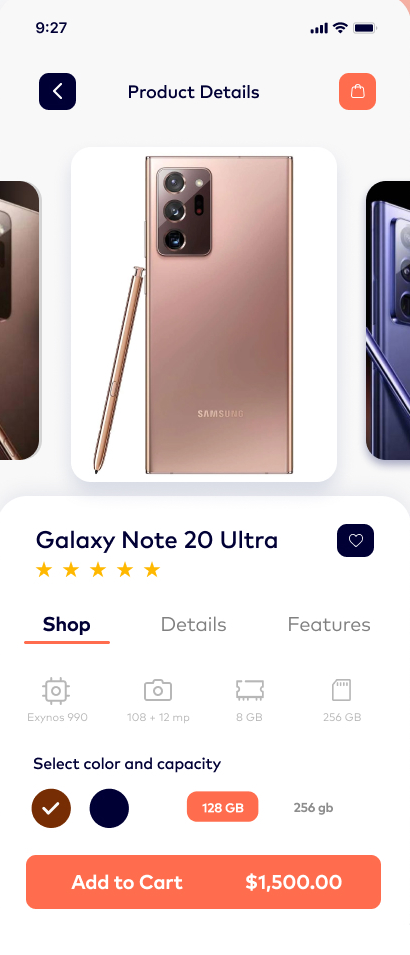 9:27
Product Details
SAMSUNG
Galaxy Note 20 Ultra
Shop Details Features
Exynos 990 108 + 12 mp 8 GB 256 GB
Select color and capacity
128 GB 256 gb
Add to Cart $1,500.00